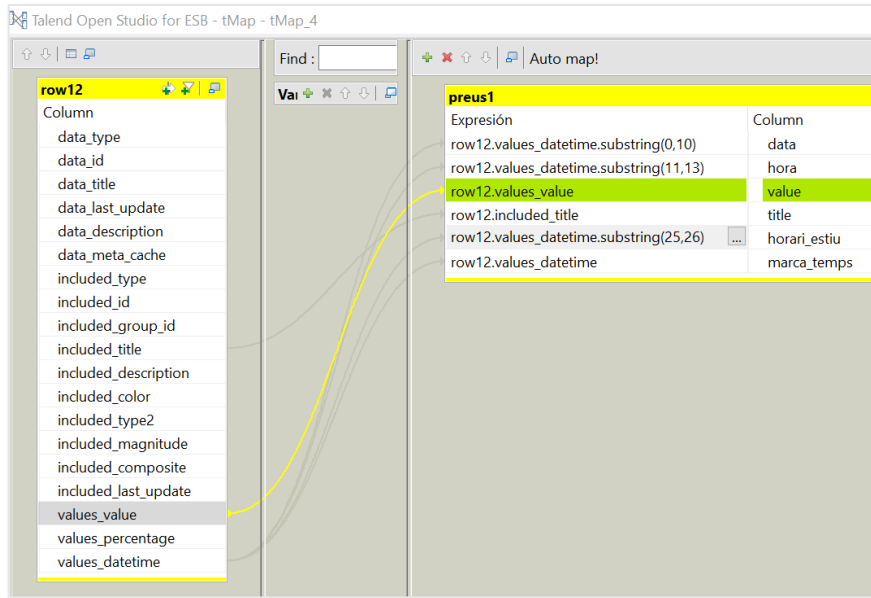 Talend Open Studio for ESB - tMap - tMap_4
Find :
Auto map!
row12
Column
data_type
data_id
data_title
data_last_update
data_description
data_meta_cache
included_type
included_id
included_group_id
included_title
included_description
included_color
included_type2
included_magnitude
included_composite
included_last_update
values_value
values_percentage
values_datetime
Var
preus1
Expresión Column
row12.values_datetime.substring(0,10) data
row12.values_datetime.substring(11,13) hora
row12.values_value value
row12.included_title title
row12.values_datetime.substring(25,26) ... horari_estiu
row12.values_datetime marca_temps